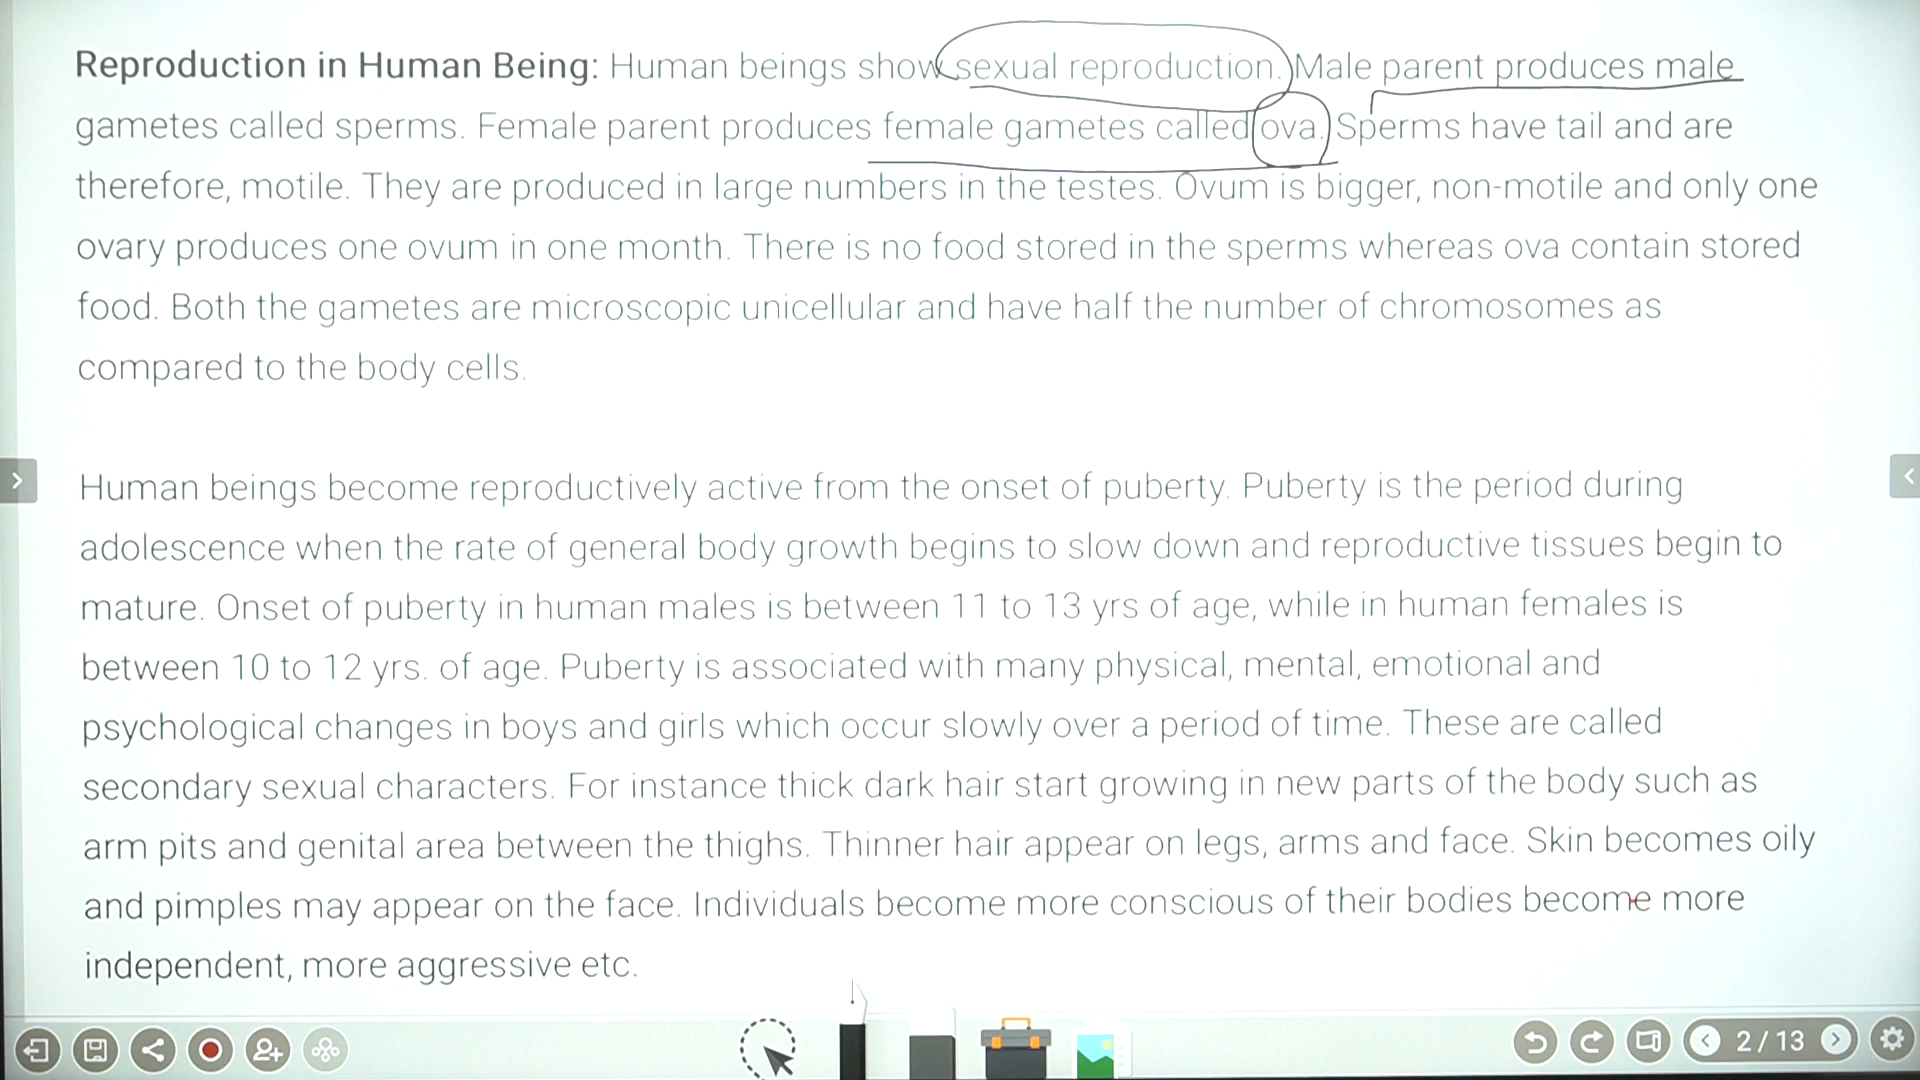 Reproduction in Human Being: Human beings show sexual reproduction. Male parent produces male
gametes called sperms. Female parent produces female gametes called ova. Sperms have tail and are
therefore, motile. They are produced in large numbers in the testes. Ovum is bigger, non-motile and only one
ovary produces one ovum in one month. There is no food stored in the sperms whereas ova contain stored
food. Both the gametes are microscopic unicellular and have half the number of chromosomes as
compared to the body cells.
Human beings become reproductively active from the onset of puberty. Puberty is the period during
adolescence when the rate of general body growth begins to slow down and reproductive tissues begin to
mature. Onset of puberty in human males is between 11 to 13 yrs of age, while in human females is
between 10 to 12 yrs. of age. Puberty is associated with many physical, mental, emotional and
psychological changes in boys and girls which occur slowly over a period of time. These are called
secondary sexual characters. For instance thick dark hair start growing in new parts of the body such as
arm pits and genital area between the thighs. Thinner hair appear on legs, arms and face. Skin becomes oily
and pimples may appear on the face. Individuals become more conscious of their bodies become more
independent, more aggressive etc.
2 / 13